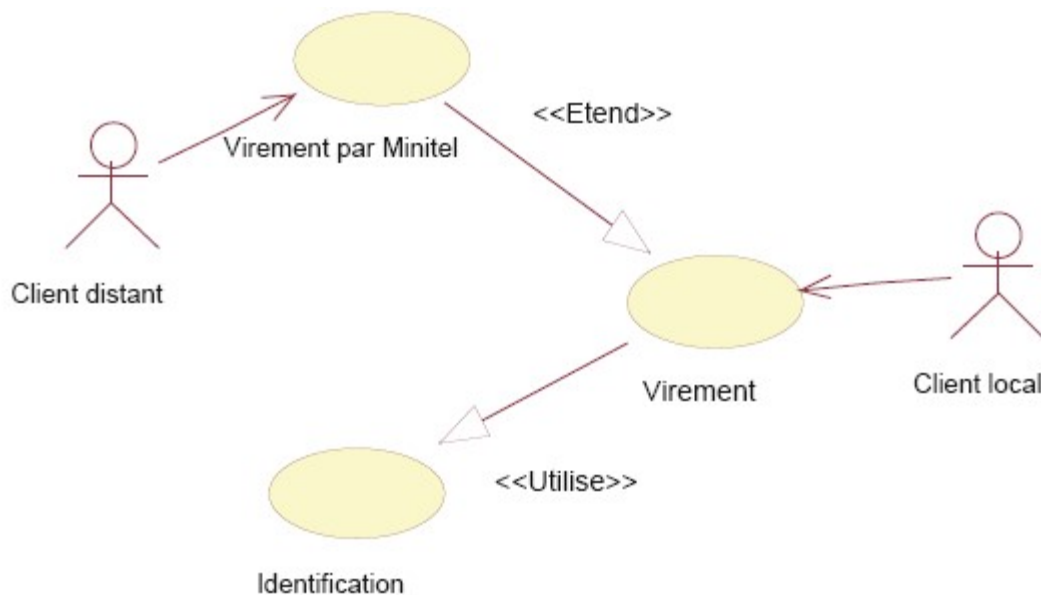 <<Etend>>
Virement par Minitel
Client distant
Virement
Client local
<<Utilise>>
Identification